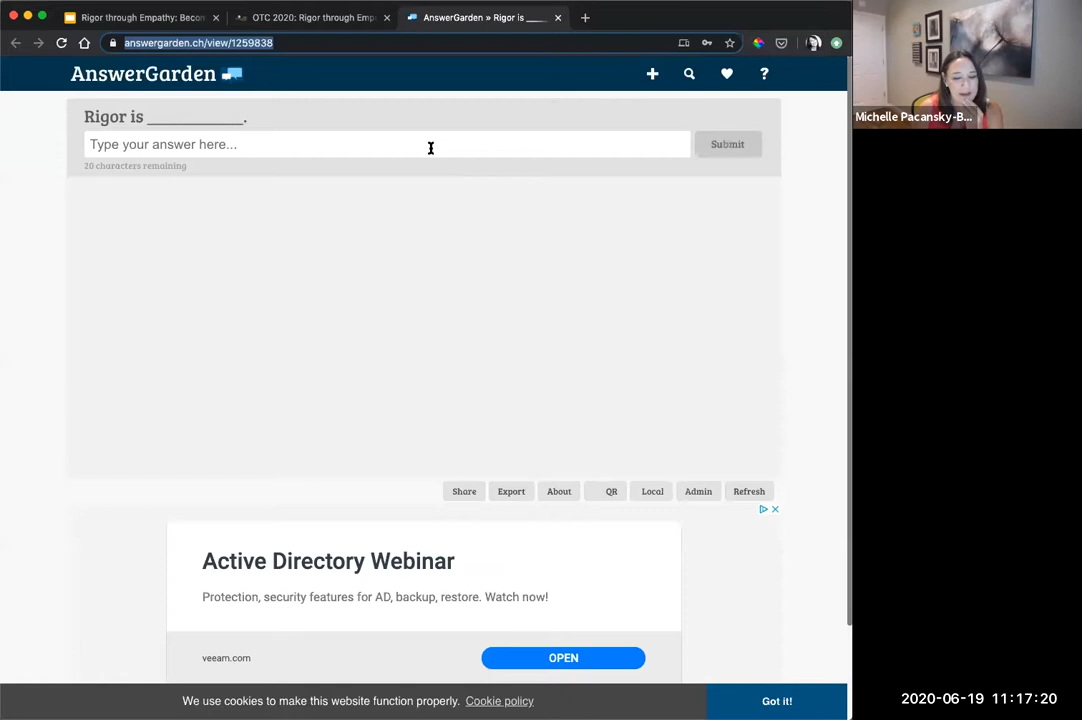 Rigor through Empathy: Becom
OTC 2020: Rigor through Empa
AnswerGarden » Rigor is ____
answergarden.ch/view/1259838
AnswerGarden
Rigor is __________.
Type your answer here...
Submit
20 characters remaining
Share
Export
About
QR
Local
Admin
Refresh
Active Directory Webinar
Protection, security features for AD, backup, restore. Watch now!
veeam.com
OPEN
We use cookies to make this website function properly. Cookie policy
Got it!
Michelle Pacansky-B...
2020-06-19 11:17:20